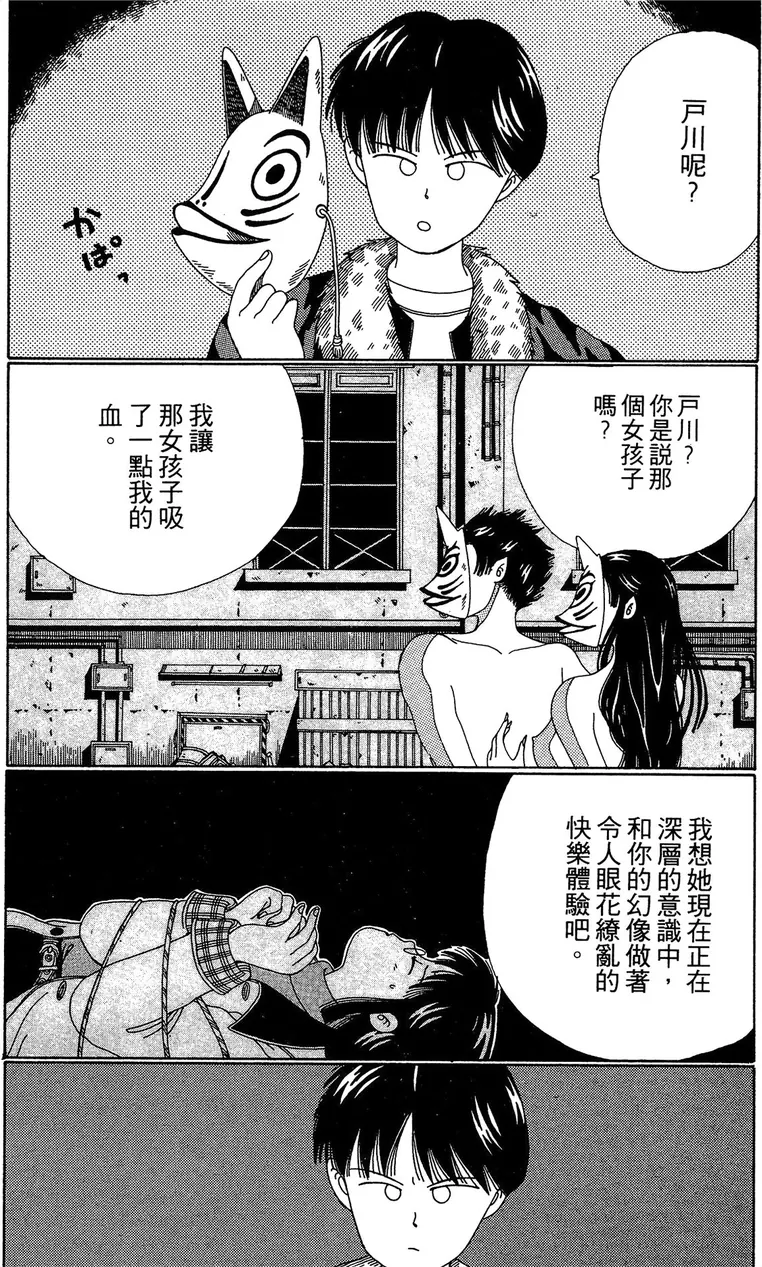 戸川呢？
かぱっ
戸川？
你是説那
個女孩子
嗎？
我讓
那女孩子吸
了一點我的
血。
我想她現在正在
深層的意識中，
和你的幻像做著
令人眼花繚亂的
快樂體驗吧。